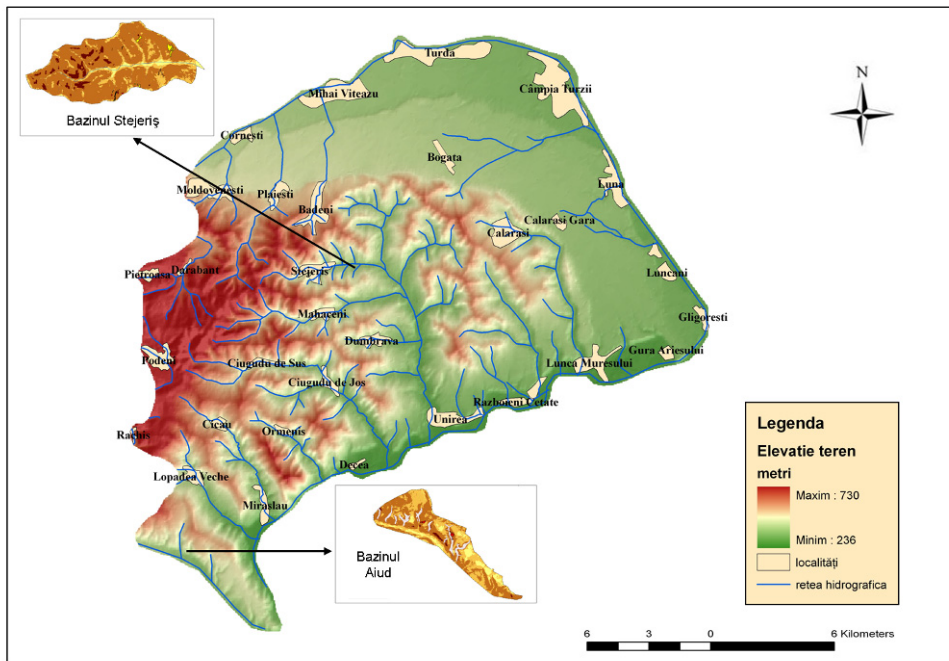 Bazinul Stejeriş
Turda
Câmpia Turzii
Mihai Viteazu
N
Cornesti
Bogata
Moldovenesti
Plaiesti
Luna
Badeni
Calarasi Gara
Calarasi
Pietroasa
Darabant
Stejeris
Luncani
Mahaceni
Gligoresti
Dumbrava
Podeni
Ciugudu de Sus
Lunca Muresului
Gura Ariesului
Ciugudu de Jos
Razboieni Cetate
Unirea
Rachis
Cicau
Ormenis
Decea
Lopadea Veche
Miraslau
Bazinul
Aiud
Legenda
Elevatie teren
metri
Maxim : 730
Minim : 236
localităţi
retea hidrografica
6 3 0 6 Kilometers